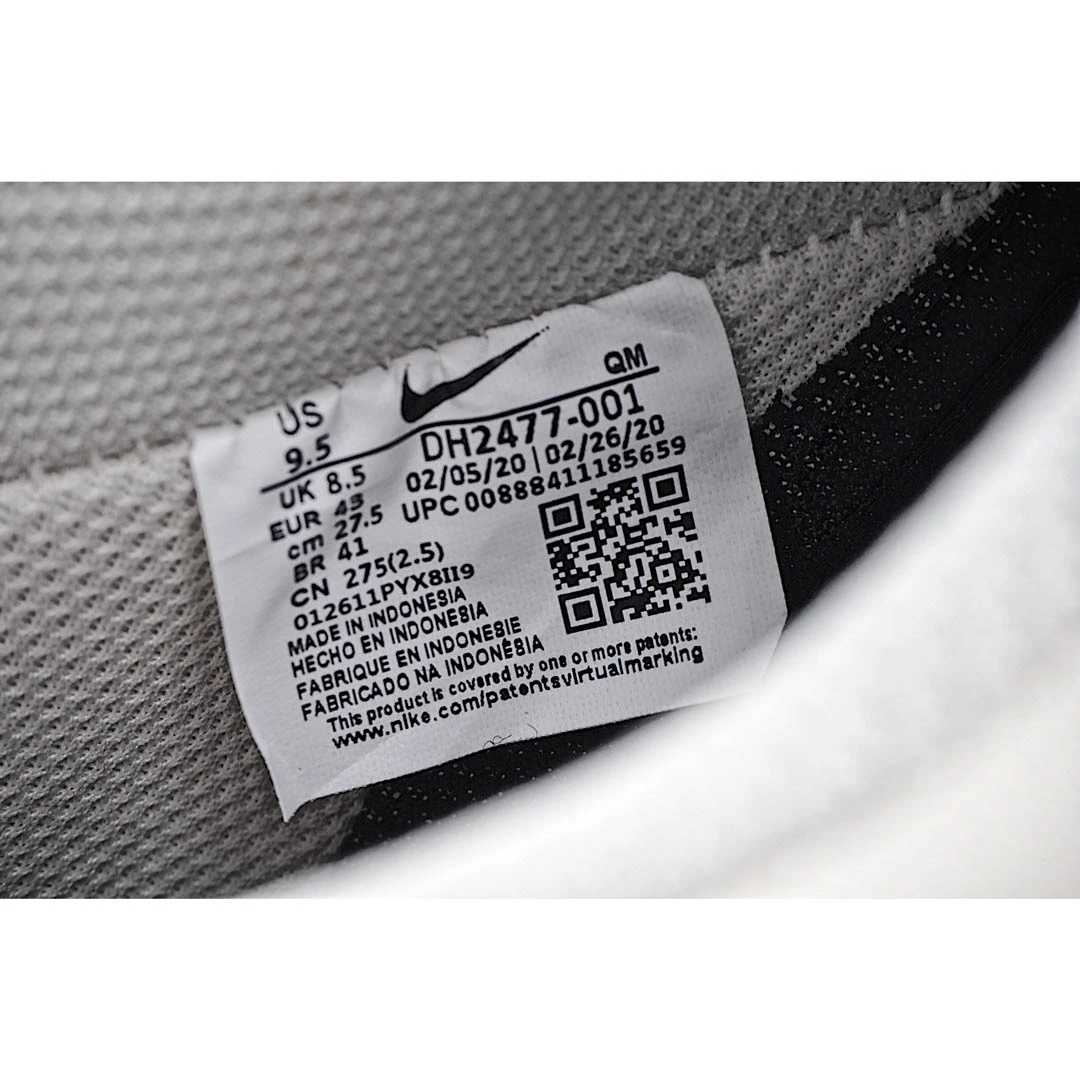 QM
US
9.5
DH2477-001
UK 8.5
02/05/20 | 02/26/20
EUR 43
UPC 00888411185659
cm 27.5
BR 41
CN 275(2.5)
012611PYX8II9
MADE IN INDONESIA
HECHO EN INDONESIA
FABRIQUE EN INDONESIE
FABRICADO NA INDONÉSIA
This product is covered by one or more patents:
www.nike.com/patentsvirtualmarking